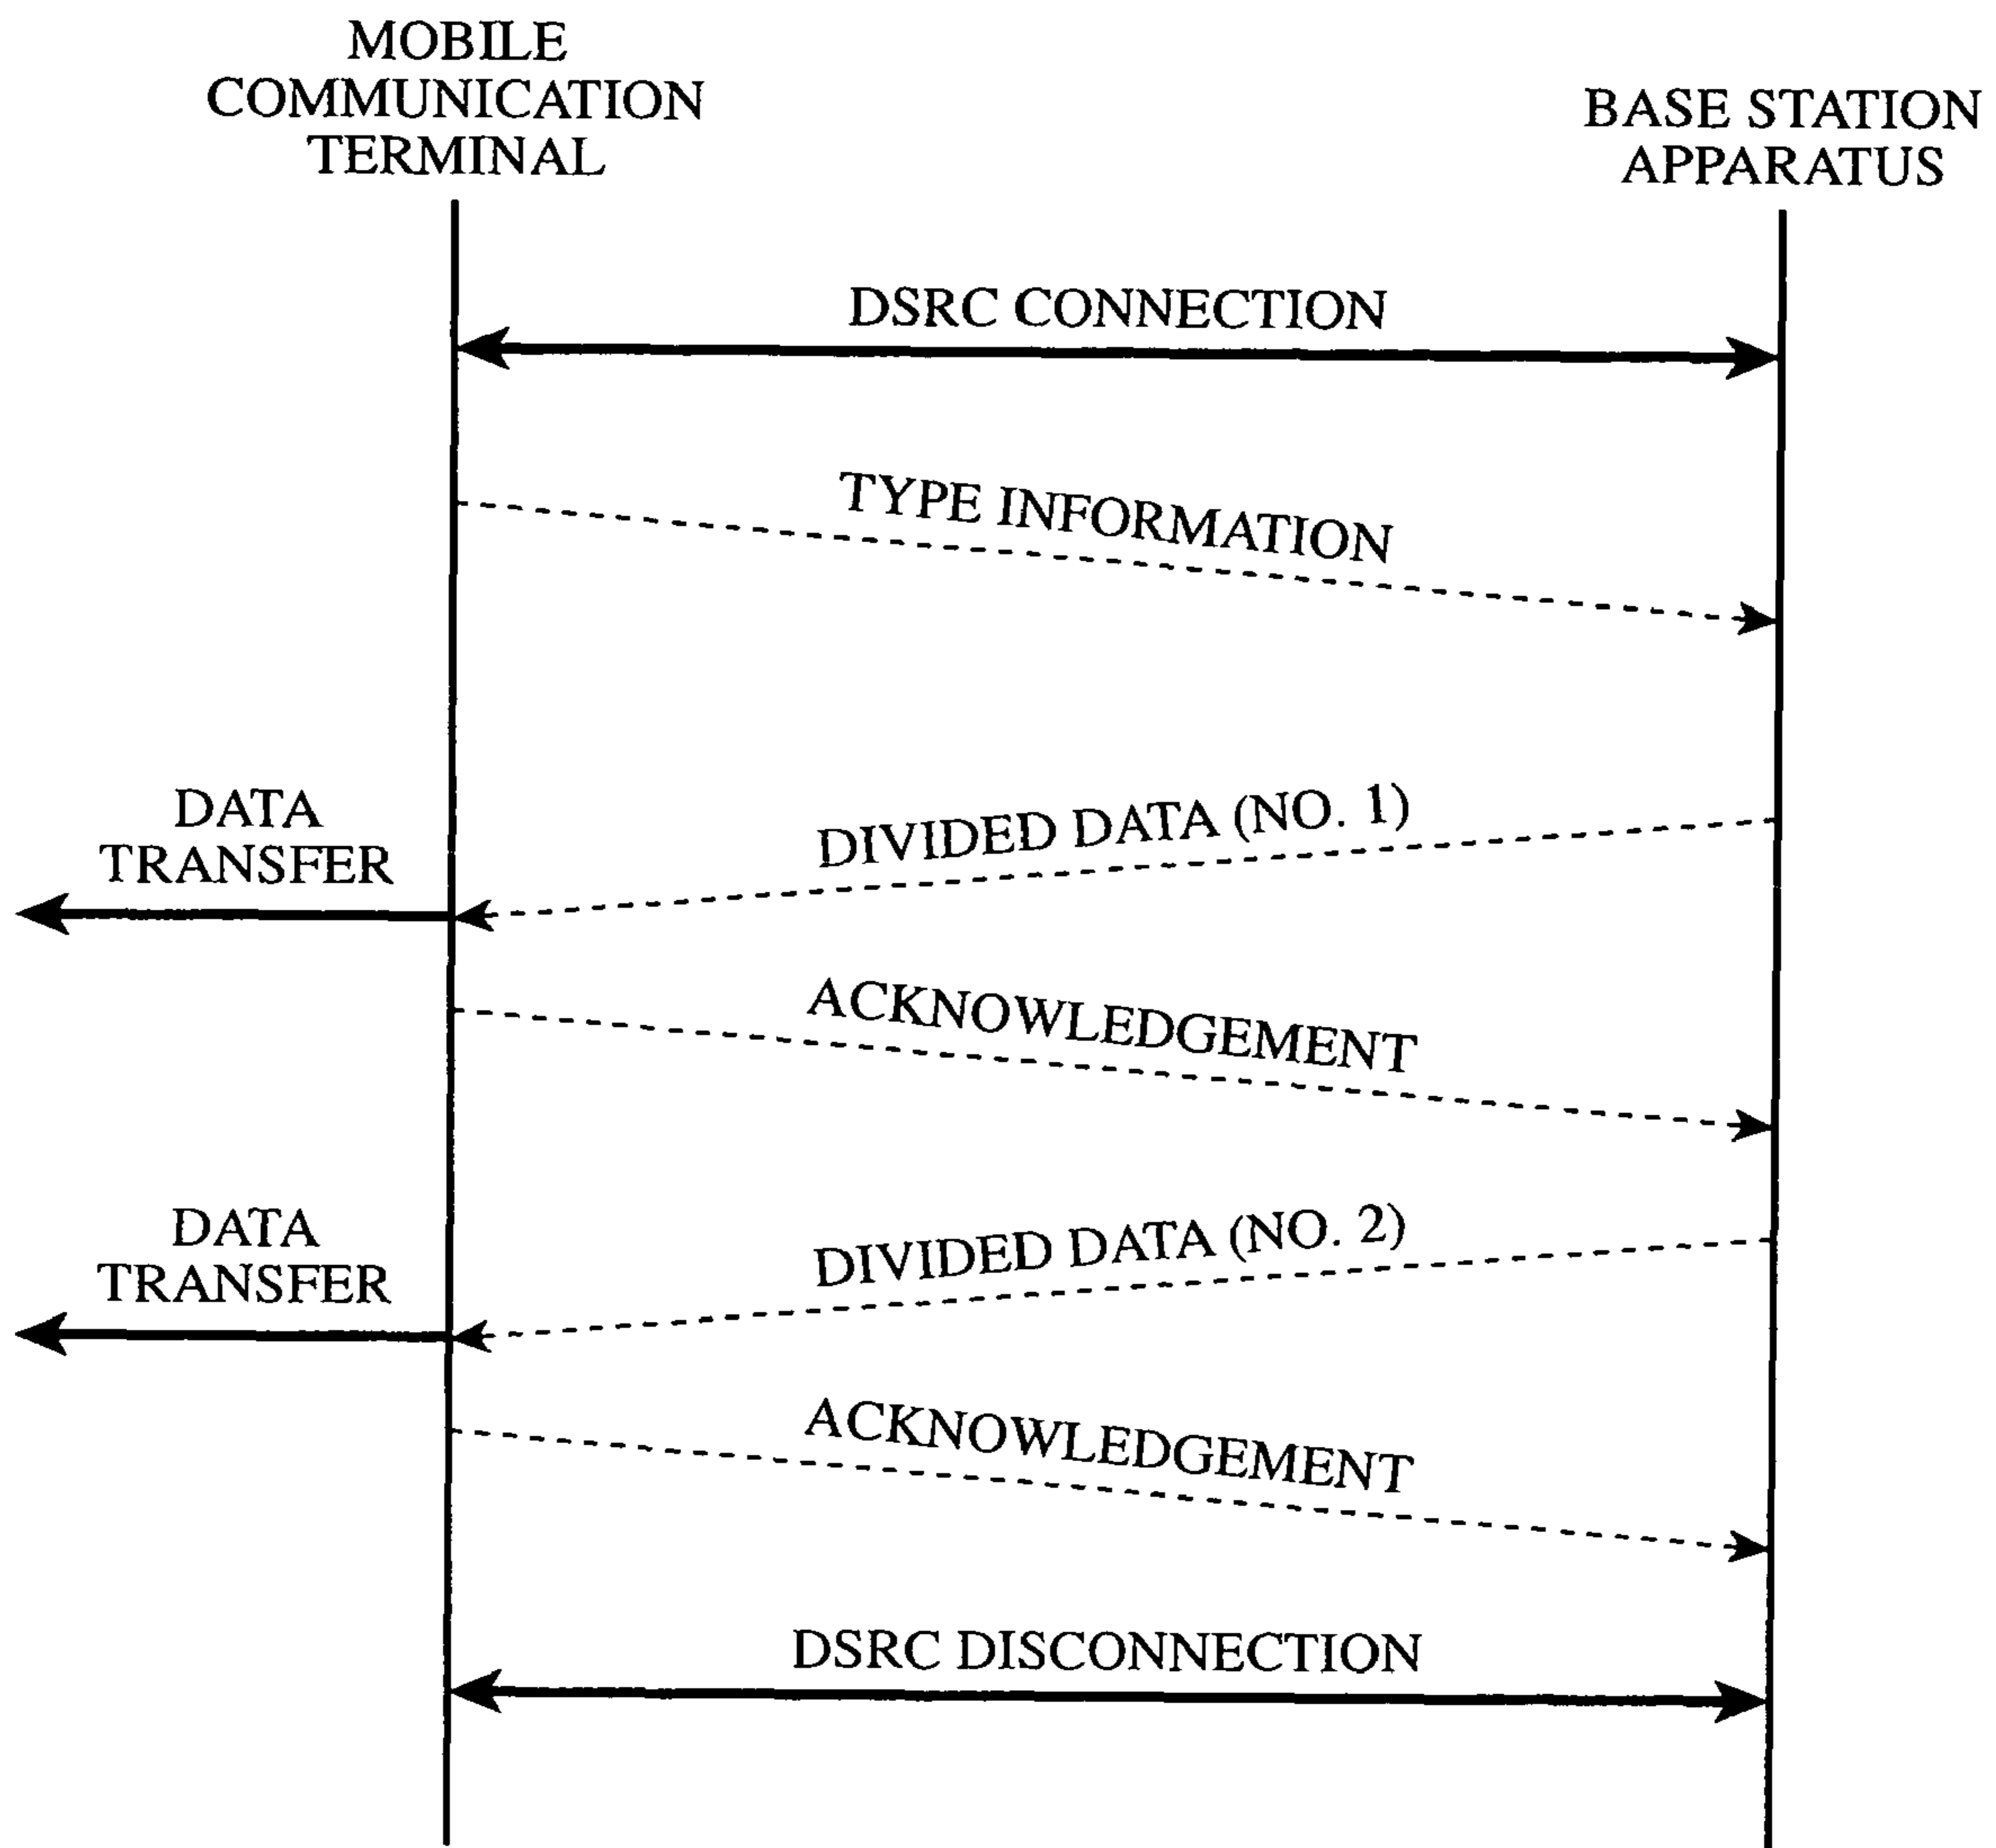 MOBILE
COMMUNICATION
TERMINAL
BASE STATION
APPARATUS
DSRC CONNECTION
TYPE INFORMATION
DATA
TRANSFER
DIVIDED DATA (NO. 1)
ACKNOWLEDGEMENT
DATA
TRANSFER
DIVIDED DATA (NO. 2)
ACKNOWLEDGEMENT
DSRC DISCONNECTION